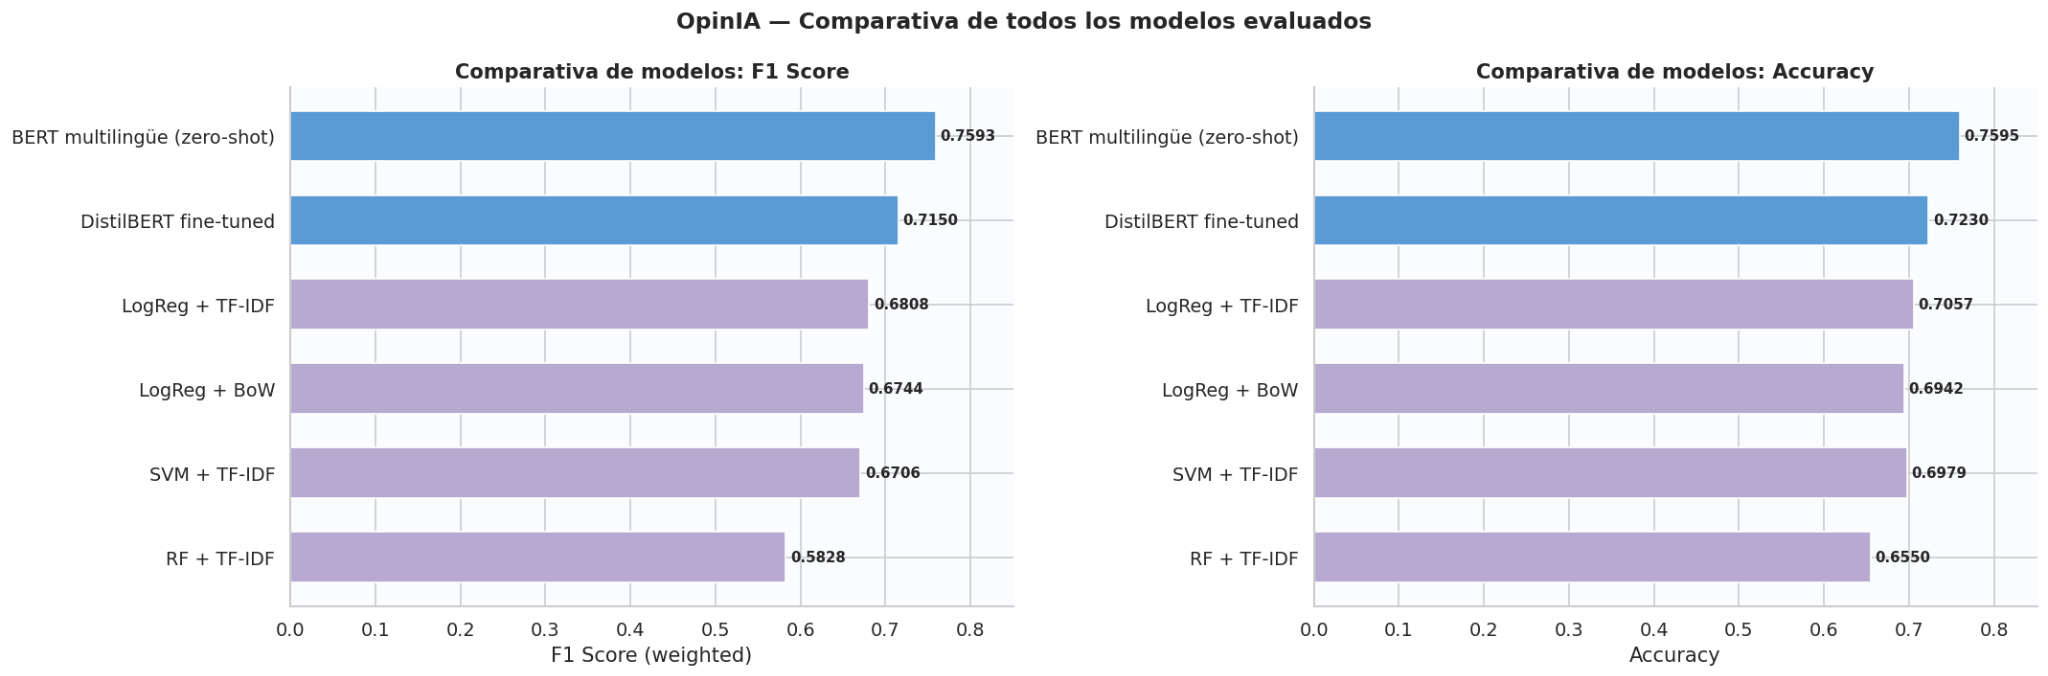 OpinIA — Comparativa de todos los modelos evaluados
Comparativa de modelos: F1 Score
BERT multilingüe (zero-shot)
0.7593
DistilBERT fine-tuned
0.7150
LogReg + TF-IDF
0.6808
LogReg + BoW
0.6744
SVM + TF-IDF
0.6706
RF + TF-IDF
0.5828
0.0 0.1 0.2 0.3 0.4 0.5 0.6 0.7 0.8
F1 Score (weighted)
Comparativa de modelos: Accuracy
BERT multilingüe (zero-shot)
0.7595
DistilBERT fine-tuned
0.7230
LogReg + TF-IDF
0.7057
LogReg + BoW
0.6942
SVM + TF-IDF
0.6979
RF + TF-IDF
0.6550
0.0 0.1 0.2 0.3 0.4 0.5 0.6 0.7 0.8
Accuracy